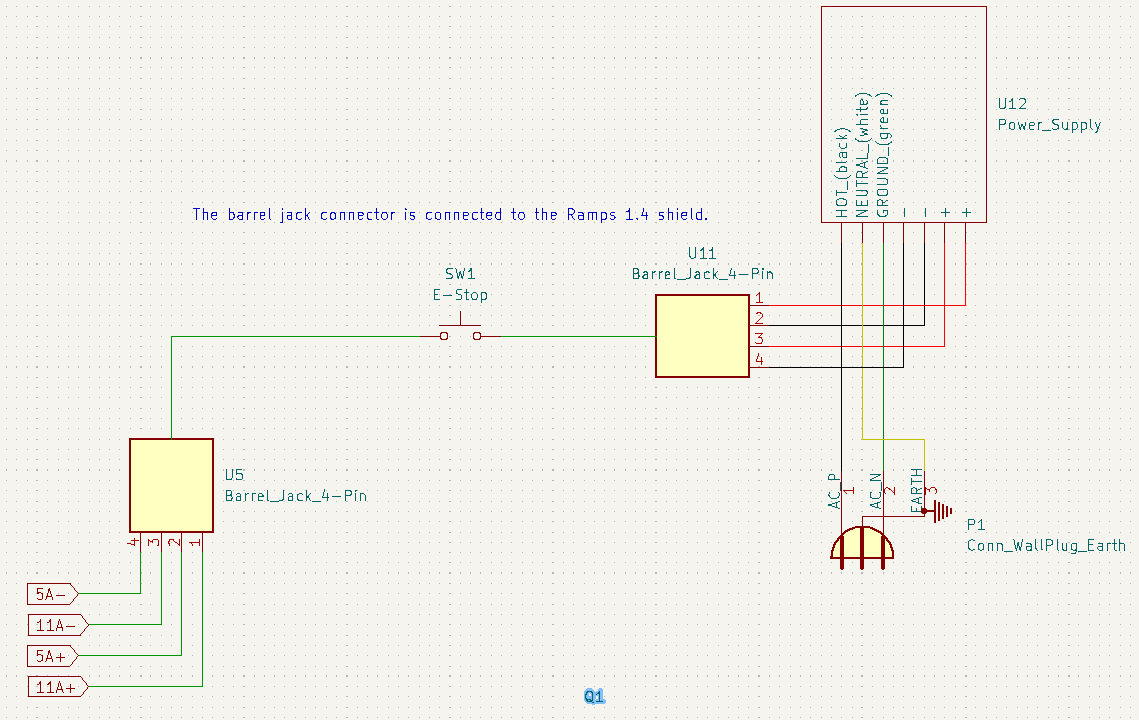 U12
Power_Supply
HOT_(black)
NEUTRAL_(white)
GROUND_(green)
-
-
+
+
The barrel jack connector is connected to the Ramps 1.4 shield.
U11
Barrel_Jack_4-Pin
1
2
3
4
SW1
E-Stop
U5
Barrel_Jack_4-Pin
4
3
2
1
AC_P
1
AC_N
2
EARTH
3
P1
Conn_WallPlug_Earth
5A-
11A-
5A+
11A+
Q1